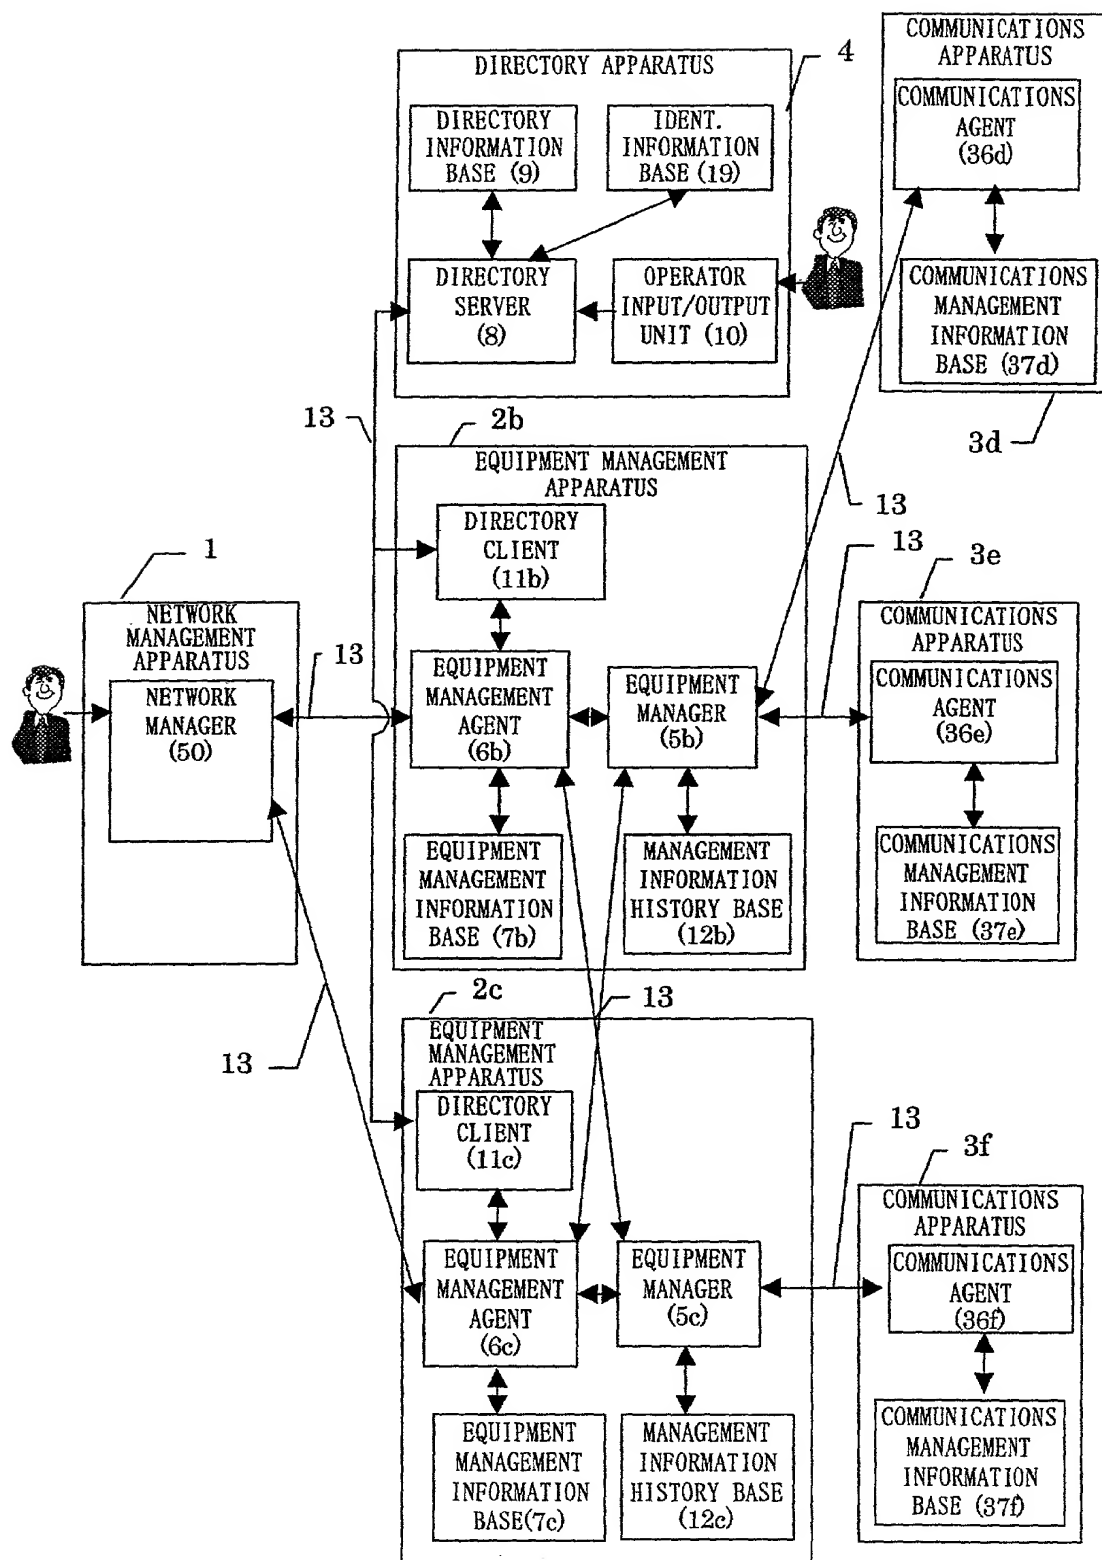 DIRECTORY APPARATUS
4
DIRECTORY
INFORMATION
BASE (9)
IDENT.
INFORMATION
BASE (19)
DIRECTORY
SERVER
(8)
OPERATOR
INPUT/OUTPUT
UNIT (10)
COMMUNICATIONS
APPARATUS
COMMUNICATIONS
AGENT
(36d)
COMMUNICATIONS
MANAGEMENT
INFORMATION
BASE (37d)
3d
13
13
2b
EQUIPMENT MANAGEMENT
APPARATUS
DIRECTORY
CLIENT
(11b)
EQUIPMENT
MANAGEMENT
AGENT
(6b)
EQUIPMENT
MANAGER
(5b)
EQUIPMENT
MANAGEMENT
INFORMATION
BASE (7b)
MANAGEMENT
INFORMATION
HISTORY BASE
(12b)
1
NETWORK
MANAGEMENT
APPARATUS
NETWORK
MANAGER
(50)
13
13
3e
COMMUNICATIONS
APPARATUS
COMMUNICATIONS
AGENT
(36e)
COMMUNICATIONS
MANAGEMENT
INFORMATION
BASE (37e)
13
2c
13
EQUIPMENT
MANAGEMENT
APPARATUS
DIRECTORY
CLIENT
(11c)
EQUIPMENT
MANAGEMENT
AGENT
(6c)
EQUIPMENT
MANAGER
(5c)
EQUIPMENT
MANAGEMENT
INFORMATION
BASE(7c)
MANAGEMENT
INFORMATION
HISTORY BASE
(12c)
13
3f
COMMUNICATIONS
APPARATUS
COMMUNICATIONS
AGENT
(36f)
COMMUNICATIONS
MANAGEMENT
INFORMATION
BASE (37f)